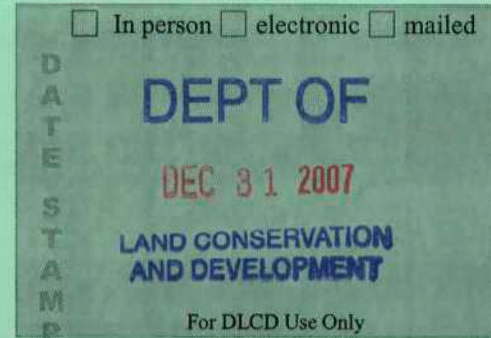 ☐ In person ☐ electronic ☐ mailed
DATE STAMP
DEPT OF
DEC 31 2007
LAND CONSERVATION
AND DEVELOPMENT
For DLCD Use Only